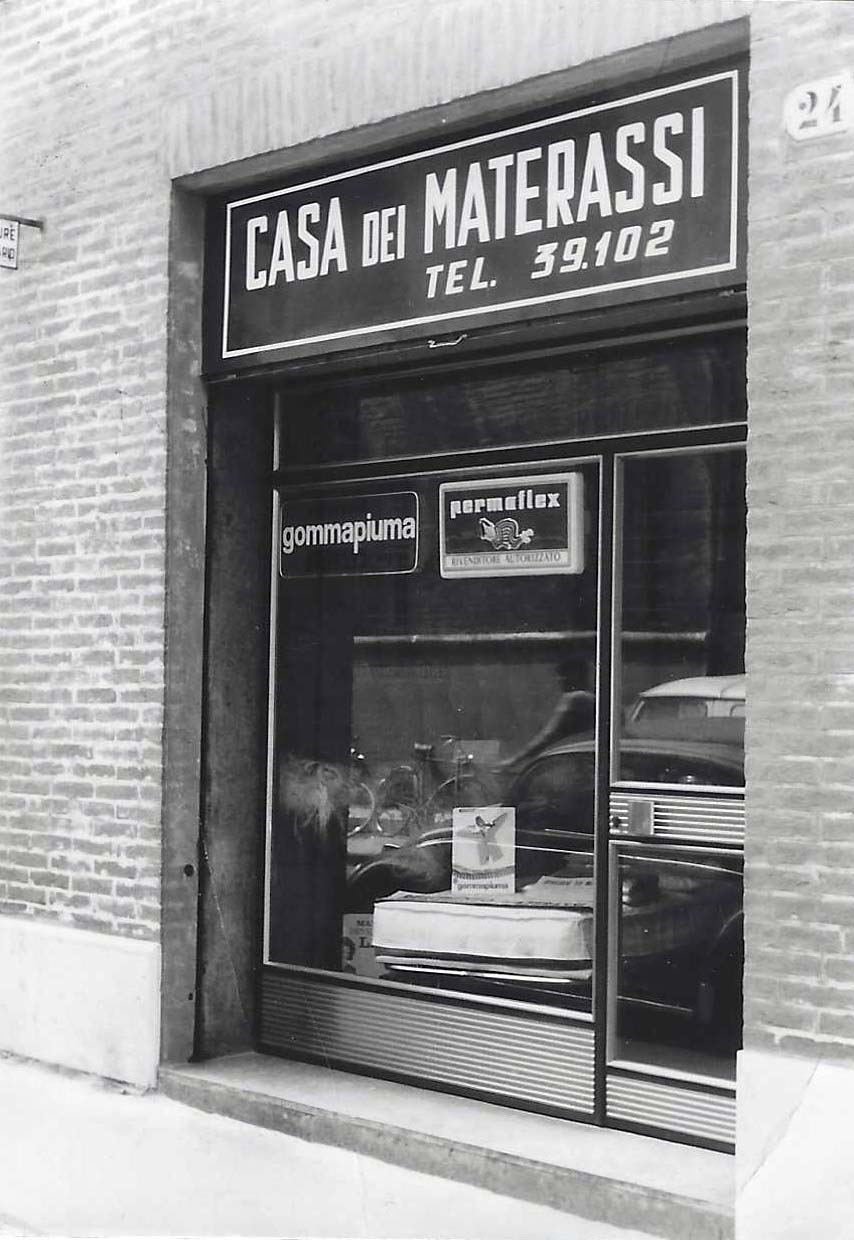 24
CASA DEI MATERASSI
TEL. 39.102
gommapiuma
permaflex
RIVENDITORE AUTORIZZATO
gommapiuma